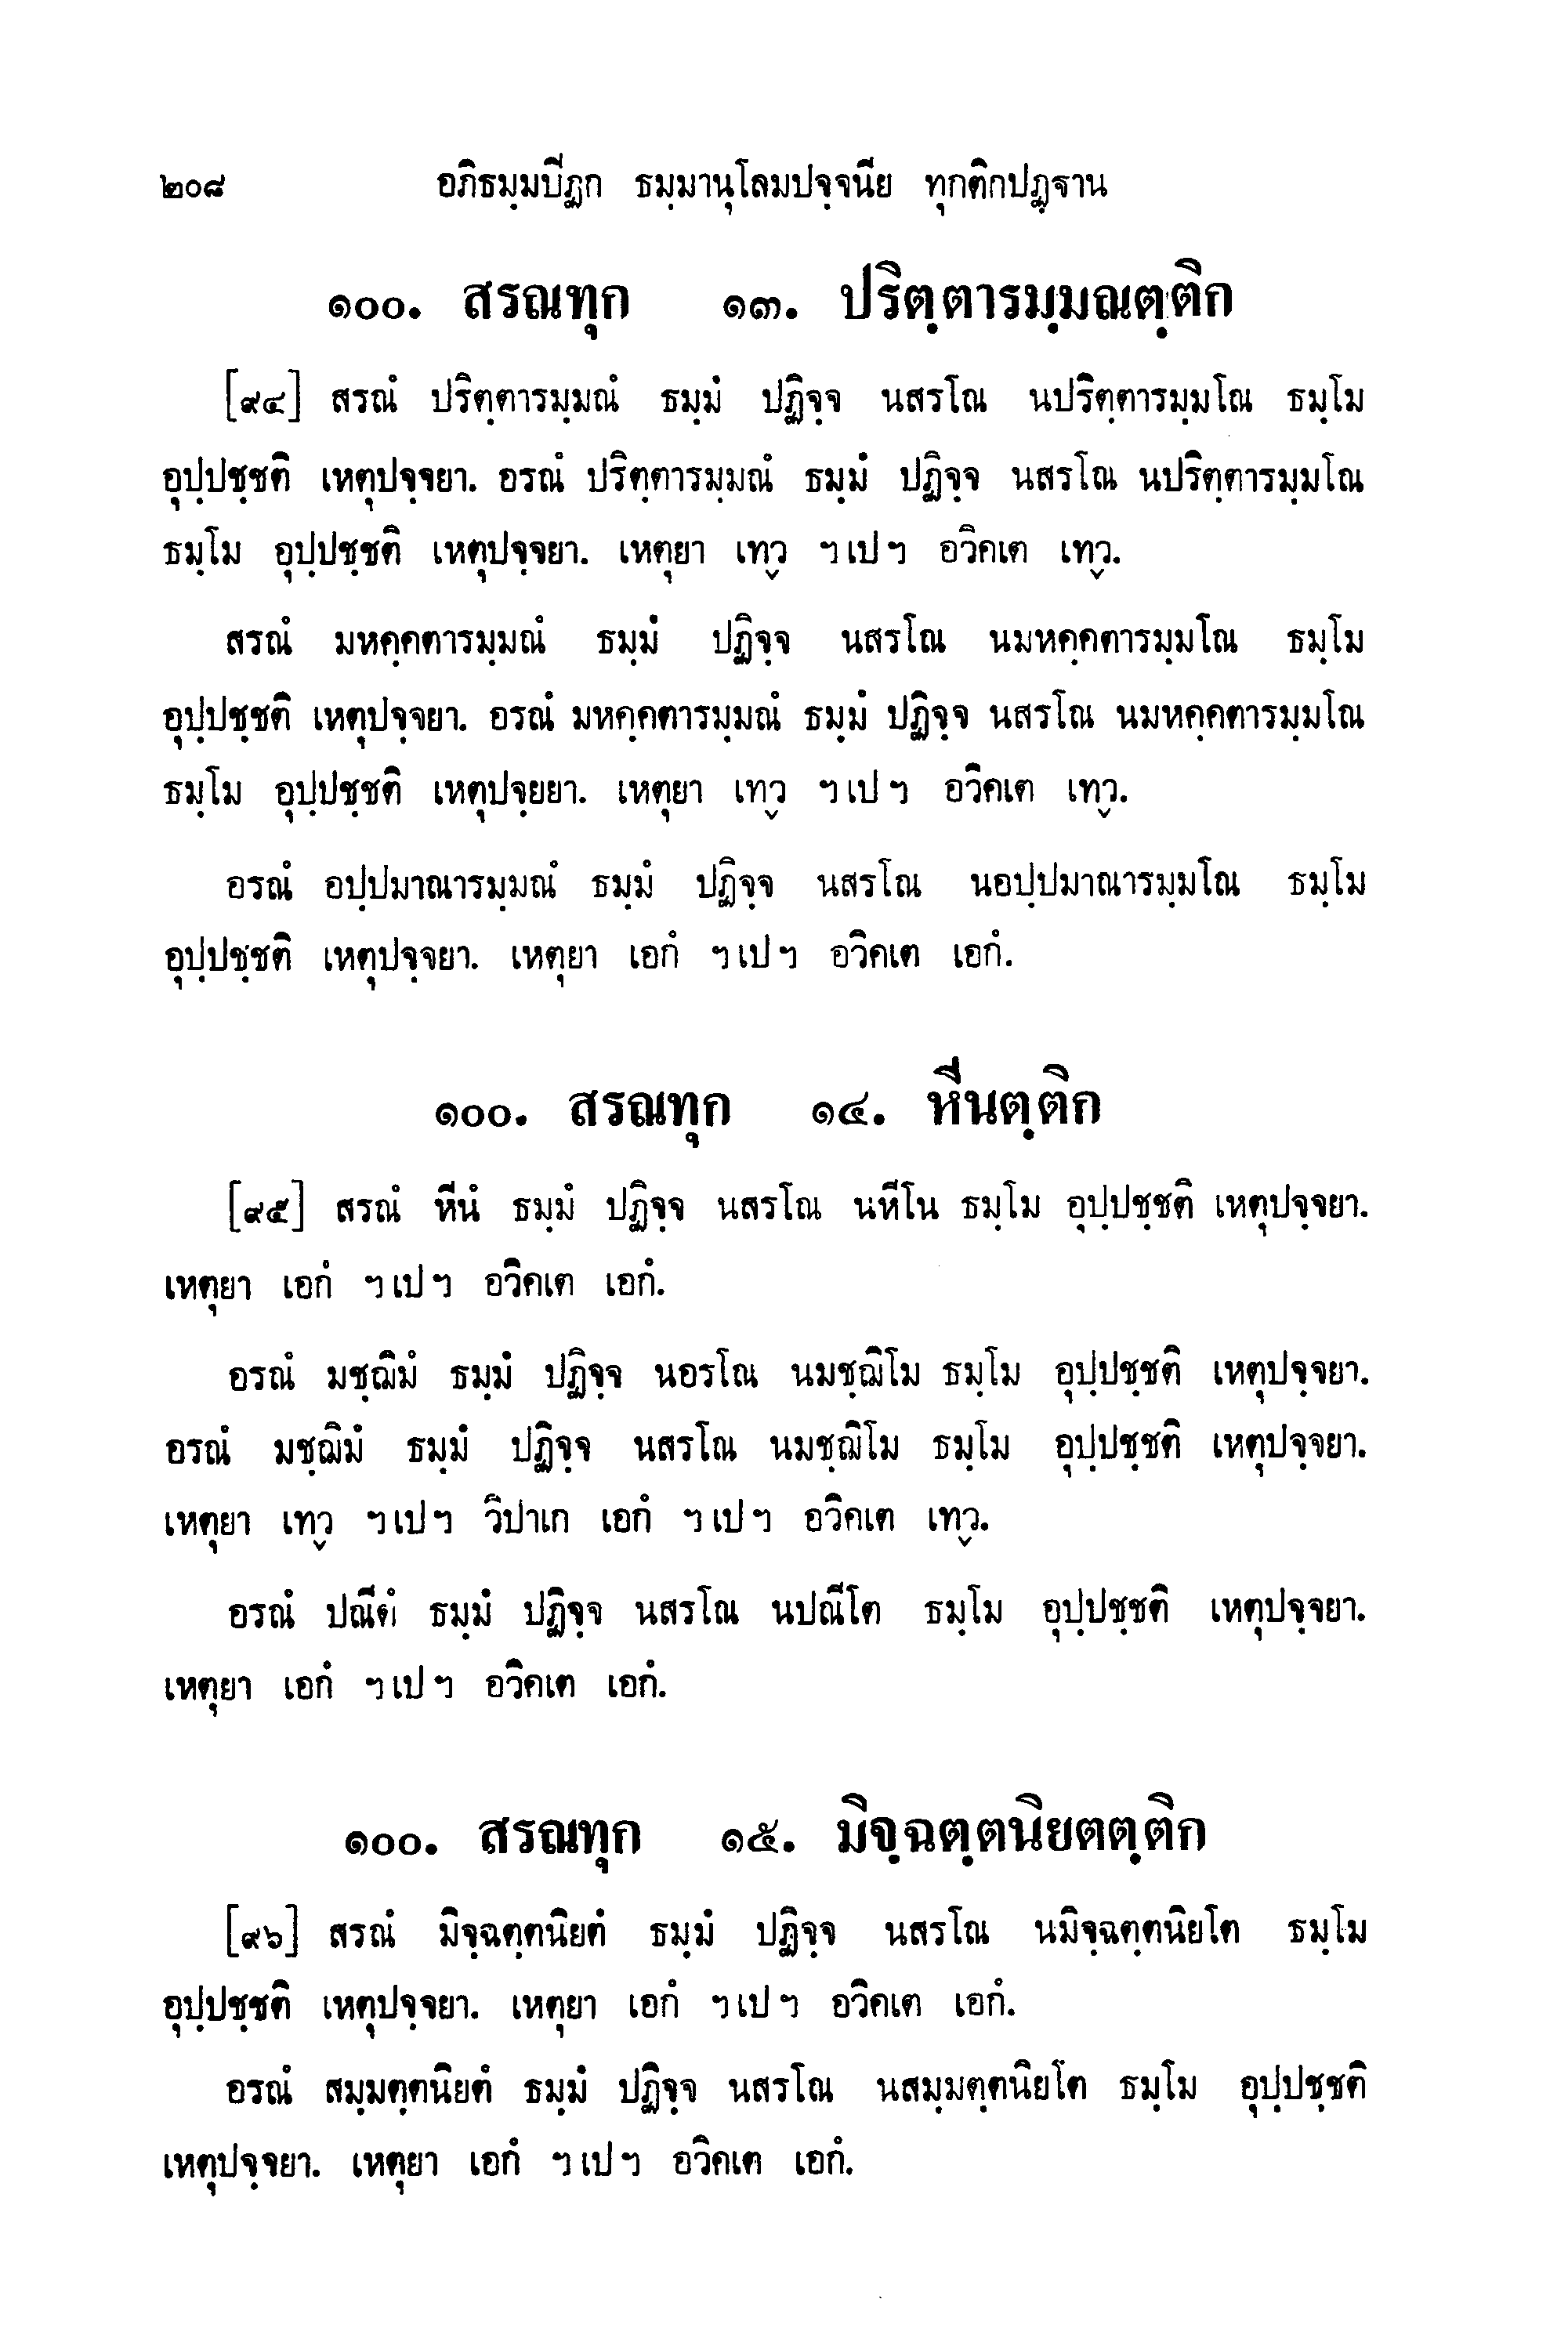 ๒๐๘ อภิธมฺมปิฏก ธมฺมานุโลมปจฺจนีย ทุกติกปฏฺฐาน
๑๐๐. สรณทุก ๑๓. ปริตฺตารมฺมณตฺติก
[๙๔] สรณํ ปริตฺตารมฺมณํ ธมฺมํ ปฏิจฺจ นสรโณ นปริตฺตารมฺมโณ ธมฺโม
อุปฺปชฺชติ เหตุปจฺจยา. อรณํ ปริตฺตารมฺมณํ ธมฺมํ ปฏิจฺจ นสรโณ นปริตฺตารมฺมโณ
ธมฺโม อุปฺปชฺชติ เหตุปจฺจยา. เหตุยา เทฺว ฯเปฯ อวิคเต เทฺว.
สรณํ มหคฺคตารมฺมณํ ธมฺมํ ปฏิจฺจ นสรโณ นมหคฺคตารมฺมโณ ธมฺโม
อุปฺปชฺชติ เหตุปจฺจยา. อรณํ มหคฺคตารมฺมณํ ธมฺมํ ปฏิจฺจ นสรโณ นมหคฺคตารมฺมโณ
ธมฺโม อุปฺปชฺชติ เหตุปจฺยยา. เหตุยา เทฺว ฯเปฯ อวิคเต เทฺว.
อรณํ อปฺปมาณารมฺมณํ ธมฺมํ ปฏิจฺจ นสรโณ นอปฺปมาณารมฺมโณ ธมฺโม
อุปฺปชฺชติ เหตุปจฺจยา. เหตุยา เอกํ ฯเปฯ อวิคเต เอกํ.
๑๐๐. สรณทุก ๑๔. หีนตฺติก
[๙๕] สรณํ หีนํ ธมฺมํ ปฏิจฺจ นสรโณ นหีโน ธมฺโม อุปฺปชฺชติ เหตุปจฺจยา.
เหตุยา เอกํ ฯเปฯ อวิคเต เอกํ.
อรณํ มชฺฌิมํ ธมฺมํ ปฏิจฺจ นอรโณ นมชฺฌิโม ธมฺโม อุปฺปชฺชติ เหตุปจฺจยา.
อรณํ มชฺฌิมํ ธมฺมํ ปฏิจฺจ นสรโณ นมชฺฌิโม ธมฺโม อุปฺปชฺชติ เหตุปจฺจยา.
เหตุยา เทฺว ฯเปฯ วิปาเก เอกํ ฯเปฯ อวิคเต เทฺว.
อรณํ ปณีตํ ธมฺมํ ปฏิจฺจ นสรโณ นปณีโต ธมฺโม อุปฺปชฺชติ เหตุปจฺจยา.
เหตุยา เอกํ ฯเปฯ อวิคเต เอกํ.
๑๐๐. สรณทุก ๑๕. มิจฺฉตฺตนิยตตฺติก
[๙๖] สรณํ มิจฺฉตฺตนิยตํ ธมฺมํ ปฏิจฺจ นสรโณ นมิจฺฉตฺตนิยโต ธมฺโม
อุปฺปชฺชติ เหตุปจฺจยา. เหตุยา เอกํ ฯเปฯ อวิคเต เอกํ.
อรณํ สมฺมตฺตนิยตํ ธมฺมํ ปฏิจฺจ นสรโณ นสมฺมตฺตนิยโต ธมฺโม อุปฺปชฺชติ
เหตุปจฺจยา. เหตุยา เอกํ ฯเปฯ อวิคเต เอกํ.